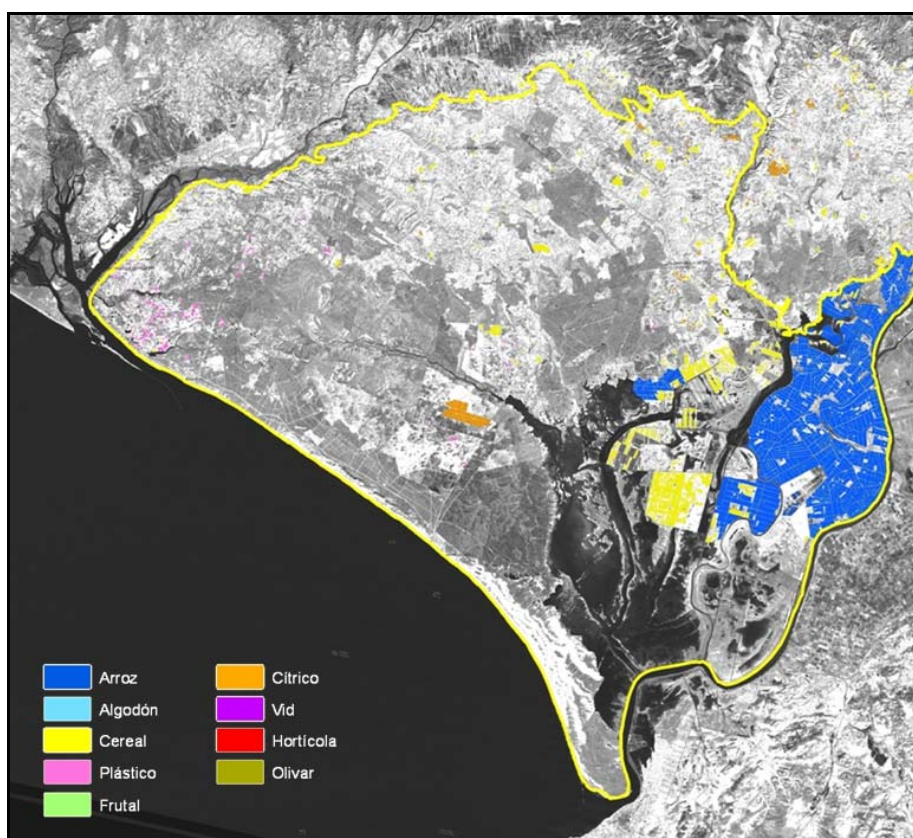 Arroz
Algodón
Cereal
Plástico
Frutal
Cítrico
Vid
Hortícola
Olivar